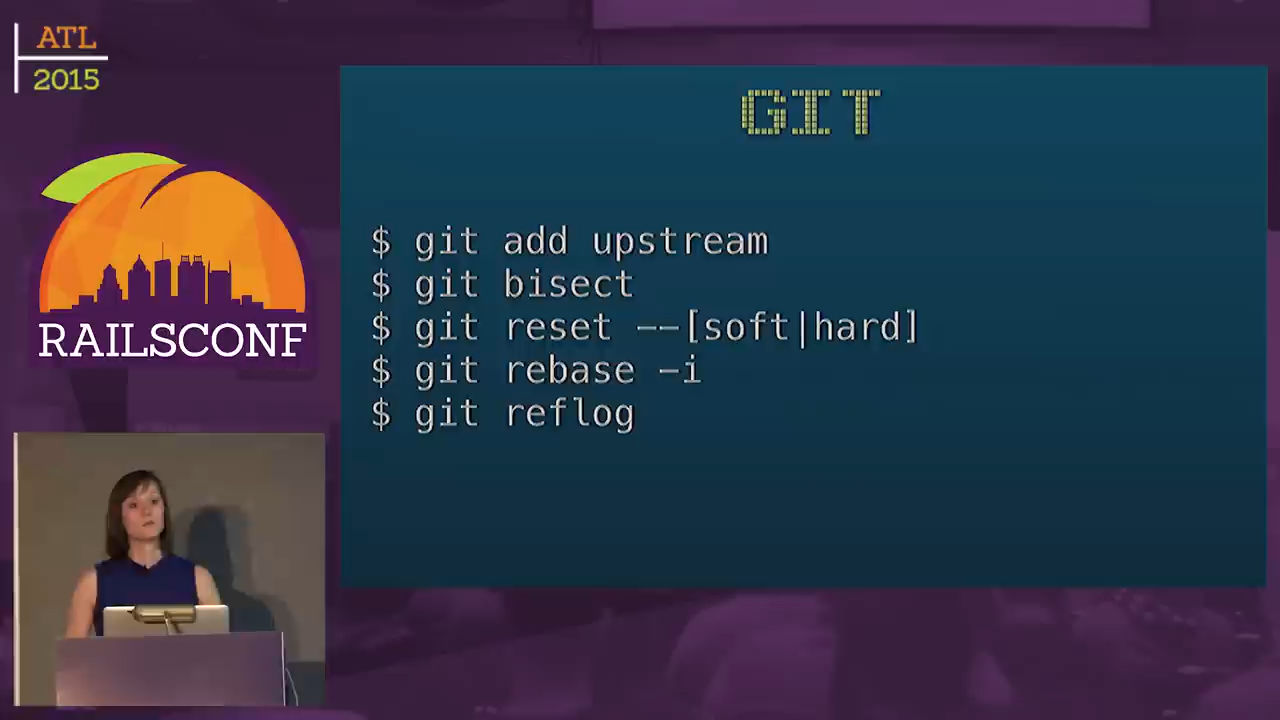 ATL
2015
RAILSCONF
GIT
$ git add upstream
$ git bisect
$ git reset --[soft|hard]
$ git rebase -i
$ git reflog